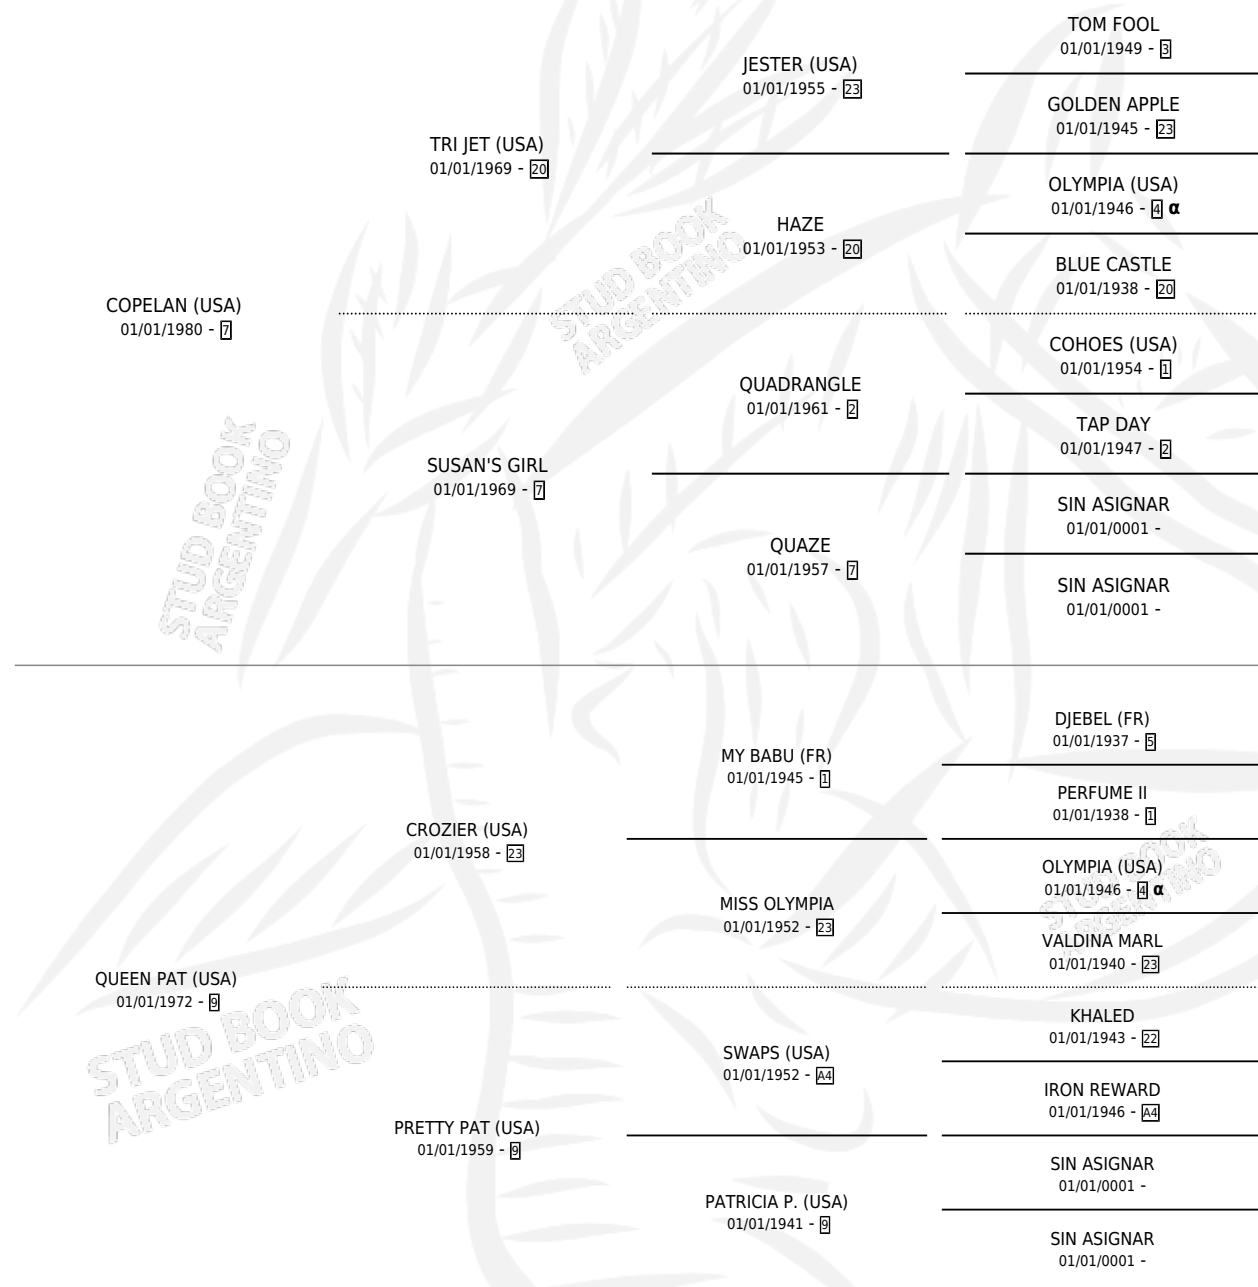 TOM FOOL
01/01/1949 - 3
JESTER (USA)
01/01/1955 - 23
GOLDEN APPLE
01/01/1945 - 23
TRI JET (USA)
01/01/1969 - 20
OLYMPIA (USA)
01/01/1946 - 4 α
HAZE
01/01/1953 - 20
BLUE CASTLE
01/01/1938 - 20
COPELAN (USA)
01/01/1980 - 7
COHOES (USA)
01/01/1954 - 1
QUADRANGLE
01/01/1961 - 2
TAP DAY
01/01/1947 - 2
SUSAN'S GIRL
01/01/1969 - 7
SIN ASIGNAR
01/01/0001 -
QUAZE
01/01/1957 - 7
SIN ASIGNAR
01/01/0001 -
DJEBEL (FR)
01/01/1937 - 5
MY BABU (FR)
01/01/1945 - 1
PERFUME II
01/01/1938 - 1
CROZIER (USA)
01/01/1958 - 23
OLYMPIA (USA)
01/01/1946 - 4 α
MISS OLYMPIA
01/01/1952 - 23
VALDINA MARL
01/01/1940 - 23
QUEEN PAT (USA)
01/01/1972 - 9
KHALED
01/01/1943 - 22
SWAPS (USA)
01/01/1952 - A4
IRON REWARD
01/01/1946 - A4
PRETTY PAT (USA)
01/01/1959 - 9
SIN ASIGNAR
01/01/0001 -
PATRICIA P. (USA)
01/01/1941 - 9
SIN ASIGNAR
01/01/0001 -
STUD BOOK
ARGENTINO
STUD BOOK
ARGENTINO
STUD BOOK
ARGENTINO
STUD BOOK
ARGENTINO